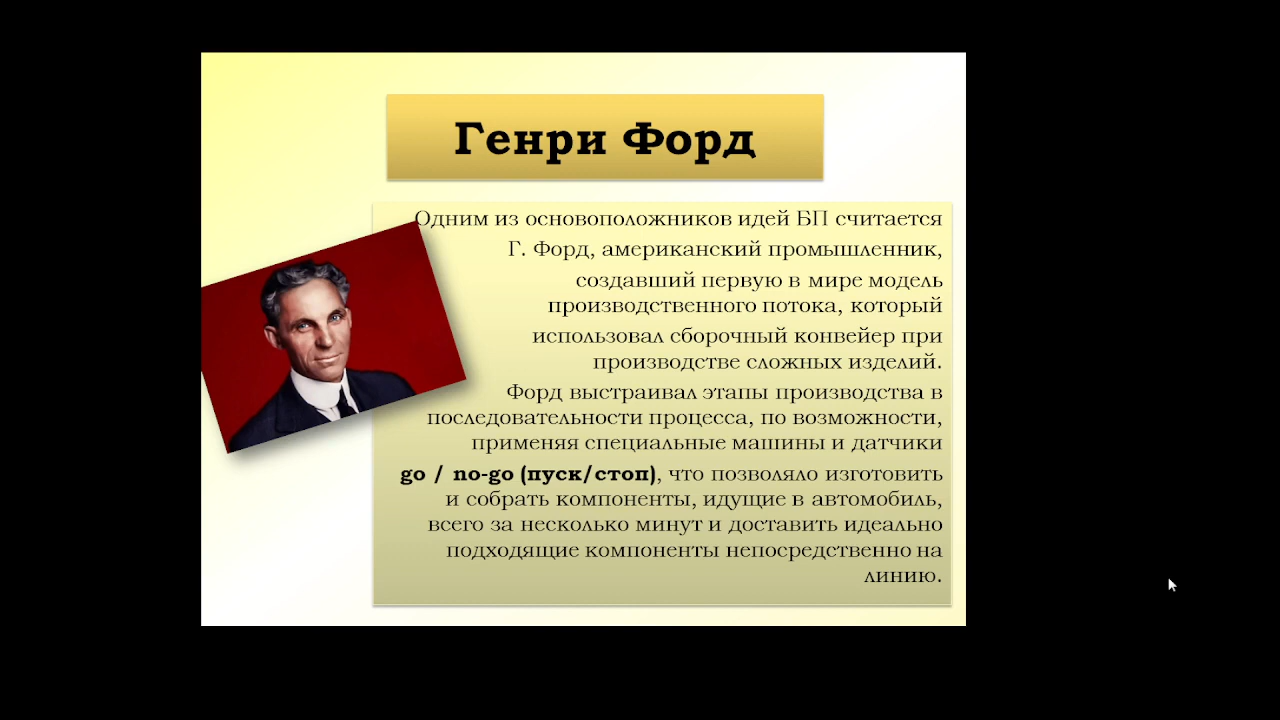 Генри Форд
Одним из основоположников идей БП считается
Г. Форд, американский промышленник,
создавший первую в мире модель
производственного потока, который
использовал сборочный конвейер при
производстве сложных изделий.
Форд выстраивал этапы производства в
последовательности процесса, по возможности,
применяя специальные машины и датчики
go / no-go (пуск/стоп), что позволяло изготовить
и собрать компоненты, идущие в автомобиль,
всего за несколько минут и доставить идеально
подходящие компоненты непосредственно на
линию.